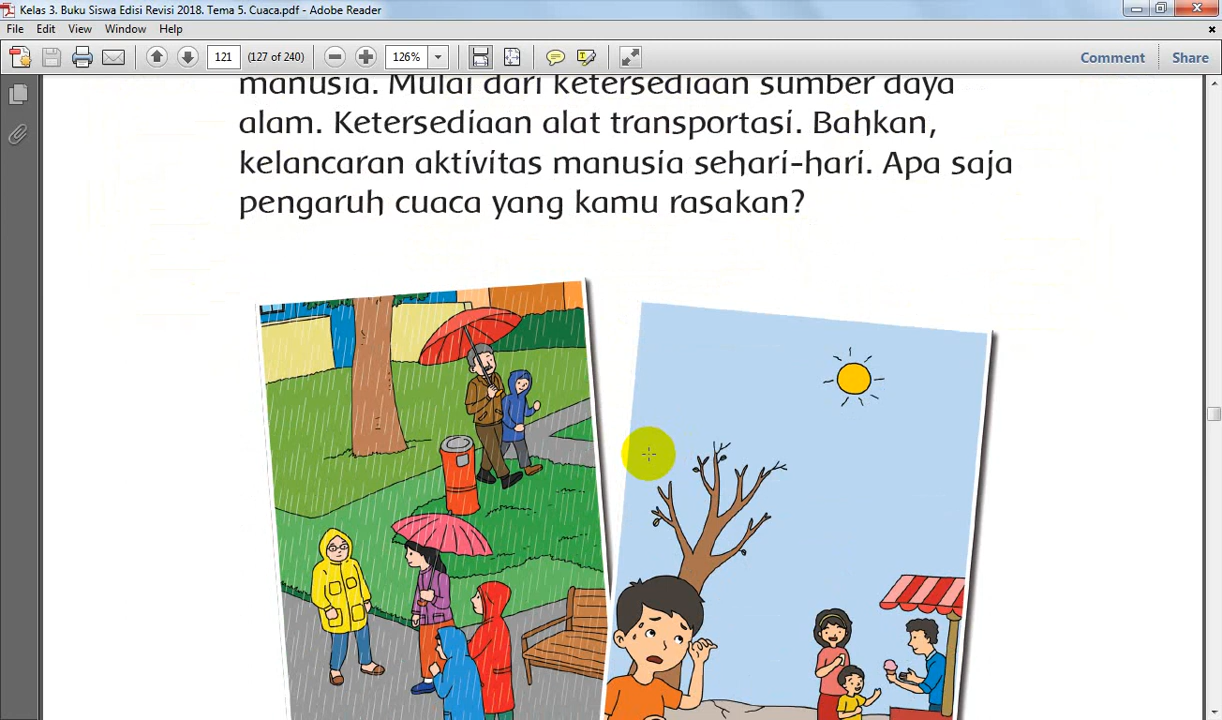 Kelas 3. Buku Siswa Edisi Revisi 2018. Tema 5. Cuaca.pdf - Adobe Reader
File Edit View Window Help
121 (127 of 240) 126% Comment Share
manusia. Mulai dari ketersediaan sumber daya
alam. Ketersediaan alat transportasi. Bahkan,
kelancaran aktivitas manusia sehari-hari. Apa saja
pengaruh cuaca yang kamu rasakan?